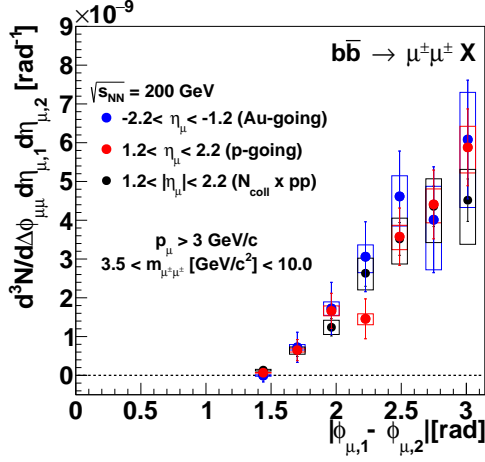 ×10⁻⁹
d³N/dΔϕ_μμ dη_μ,1 dη_μ,2 [rad⁻¹]
bb̅ → μ^±μ^± X
√s_NN = 200 GeV
-2.2< η_μ < -1.2 (Au-going)
1.2< η_μ < 2.2 (p-going)
1.2< |η_μ| < 2.2 (N_coll x pp)
p_μ > 3 GeV/c
3.5 < m_μ^±μ^± [GeV/c²] < 10.0
9
8
7
6
5
4
3
2
1
0
0 0.5 1 1.5 2 2.5 3
|ϕ_μ,1 - ϕ_μ,2| [rad]